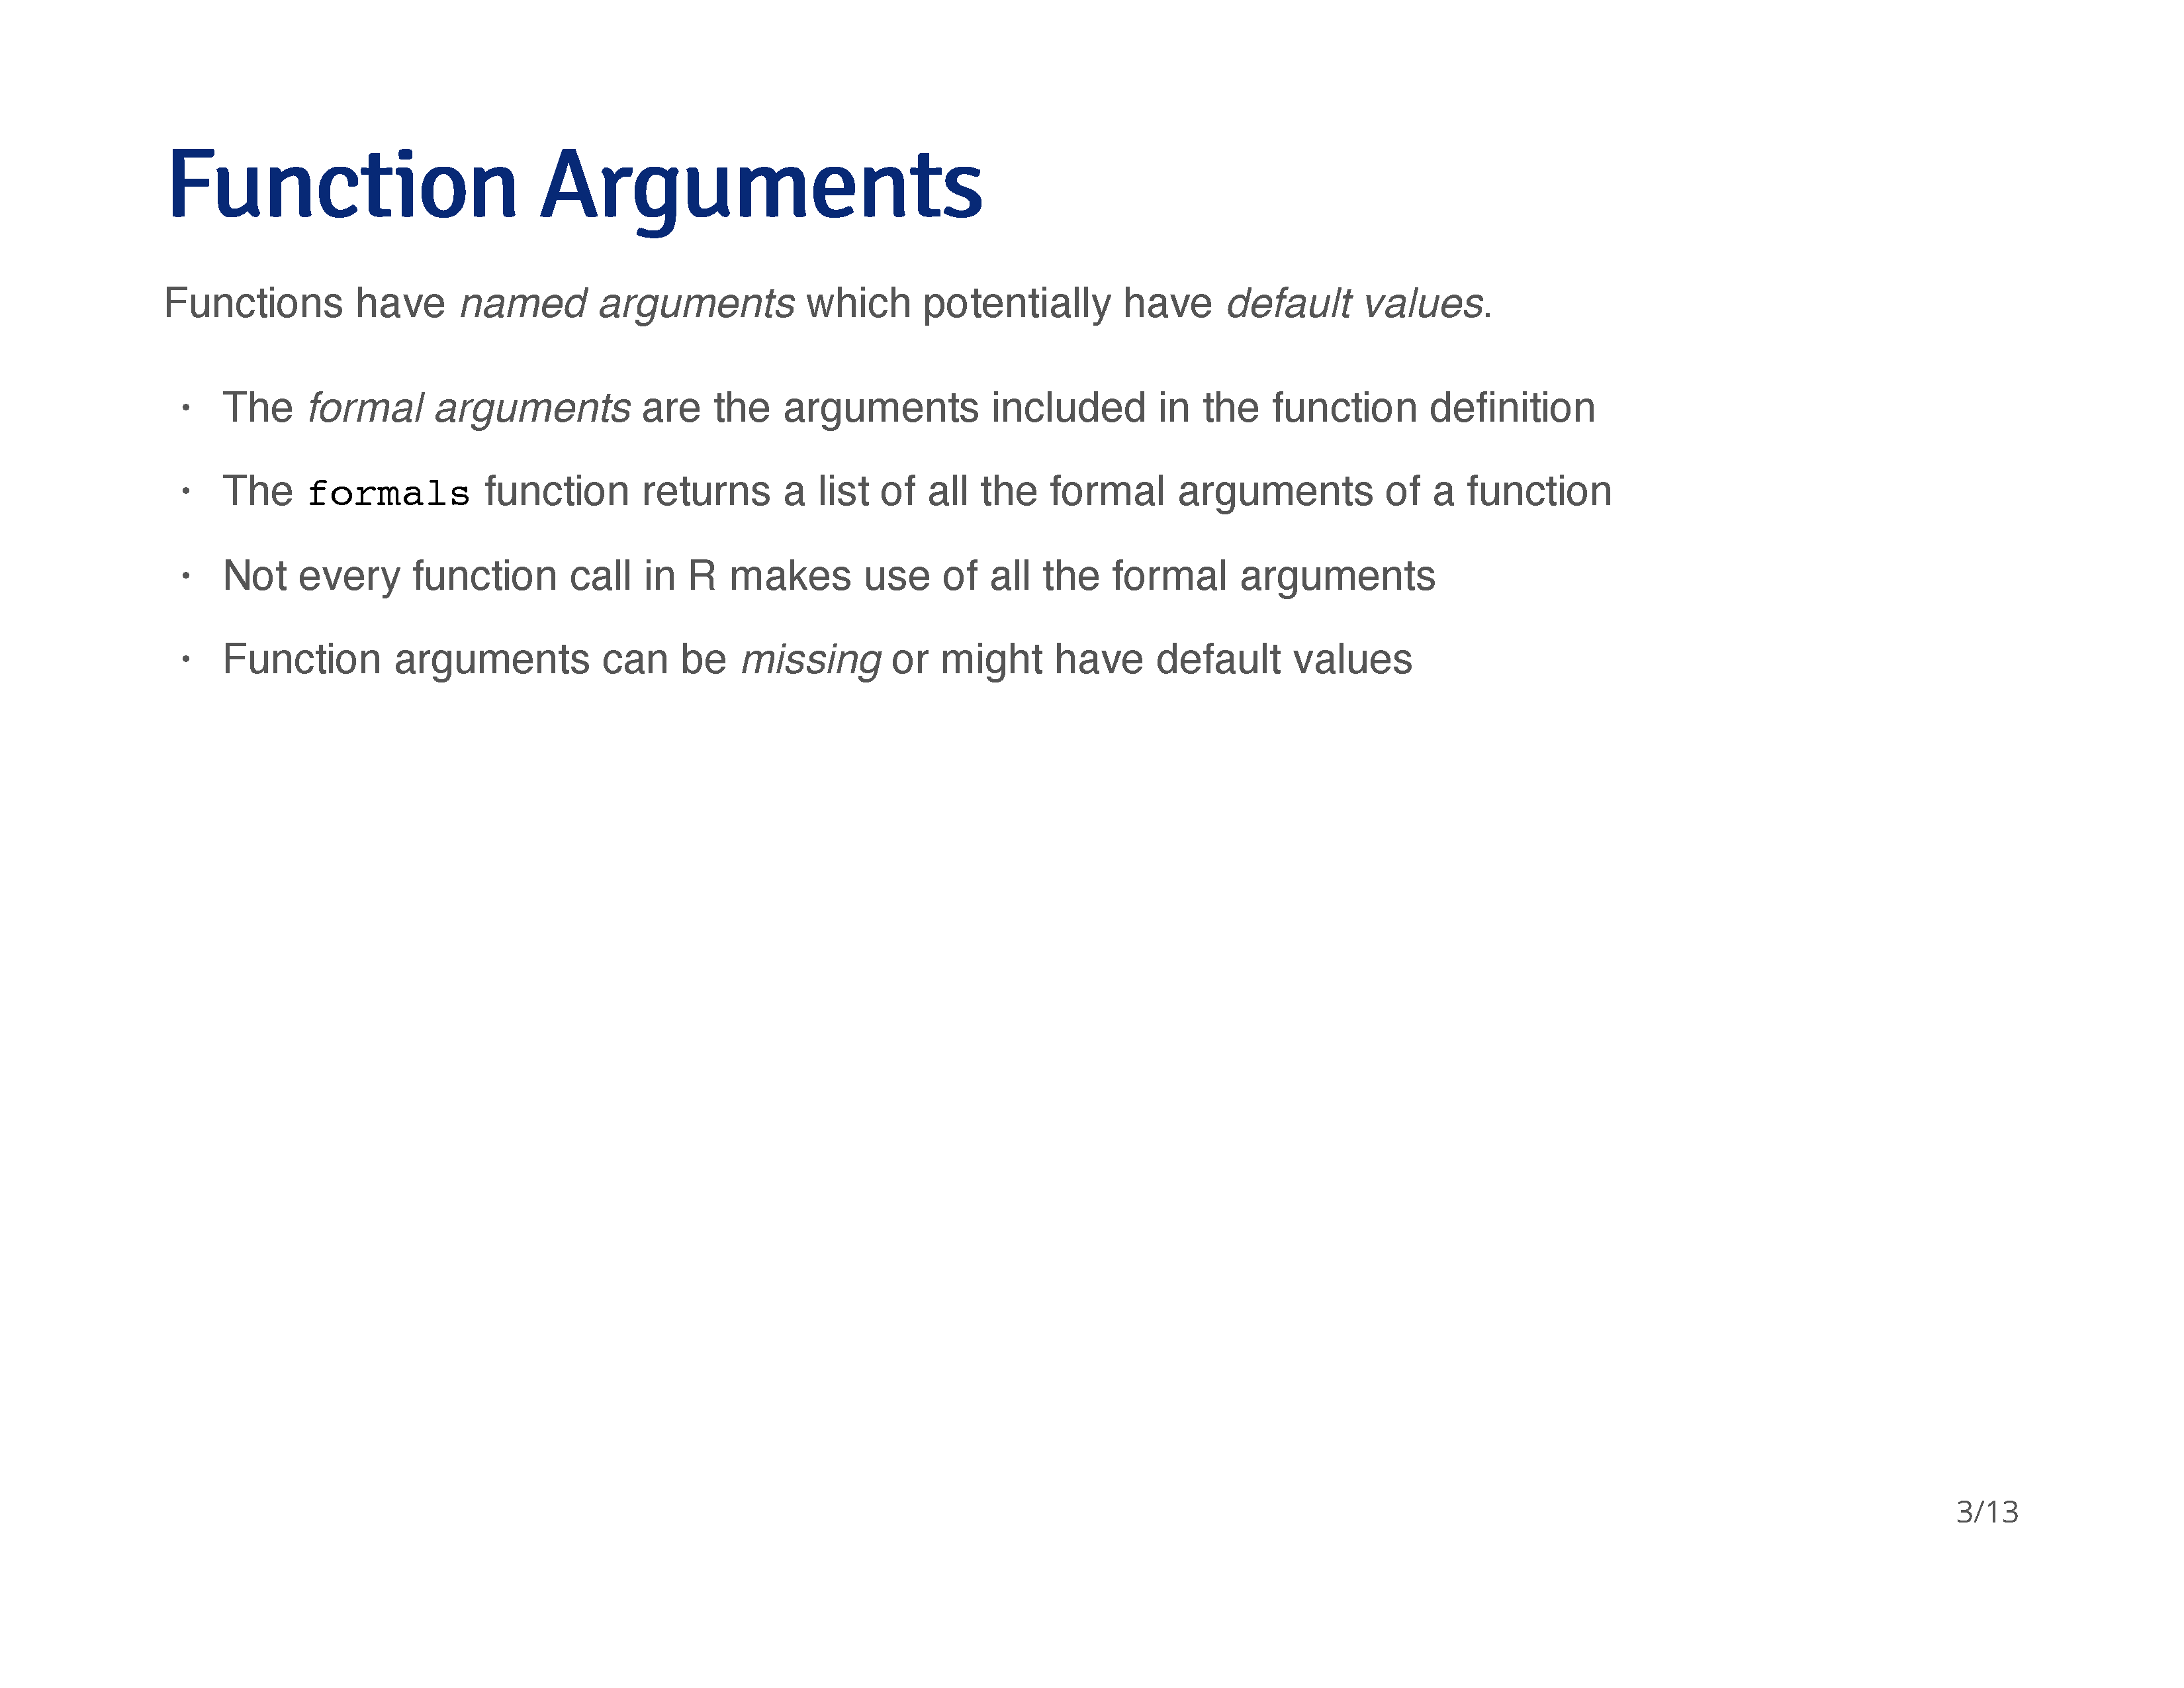 Function Arguments
Functions have named arguments which potentially have default values.
· The formal arguments are the arguments included in the function definition
· The formals function returns a list of all the formal arguments of a function
· Not every function call in R makes use of all the formal arguments
· Function arguments can be missing or might have default values
3/13